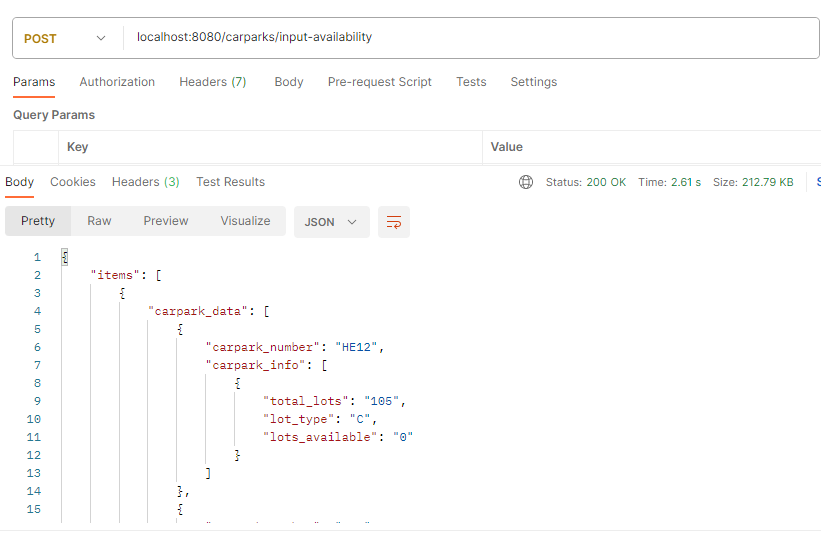 POST localhost:8080/carparks/input-availability
Params Authorization Headers (7) Body Pre-request Script Tests Settings
Query Params
Key Value
Body Cookies Headers (3) Test Results Status: 200 OK Time: 2.61 s Size: 212.79 KB
Pretty Raw Preview Visualize JSON
1 {
2 "items": [
3 {
4 "carpark_data": [
5 {
6 "carpark_number": "HE12",
7 "carpark_info": [
8 {
9 "total_lots": "105",
10 "lot_type": "C",
11 "lots_available": "0"
12 }
13 ]
14 },
15 {